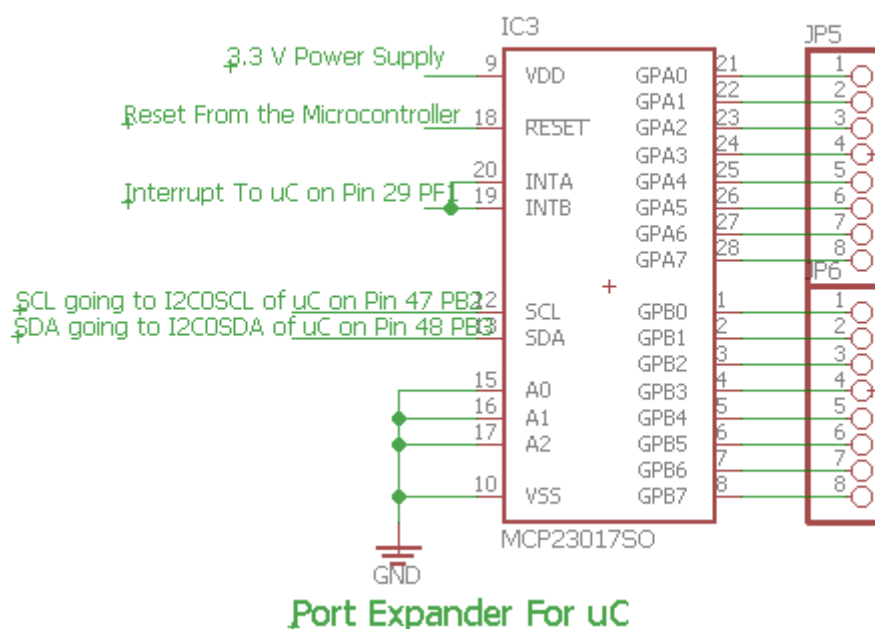 IC3
JP5
3.3 V Power Supply
9 VDD GPA0 21 1
GPA1 22 2
Reset From the Microcontroller
18 RESET GPA2 23 3
GPA3 24 4
20 INTA GPA4 25 5
Interrupt To uC on Pin 29 PF1
19 INTB GPA5 26 6
GPA6 27 7
GPA7 28 8
JP6
SCL going to I2C0SCL of uC on Pin 47 PB2
12 SCL GPB0 1 1
SDA going to I2C0SDA of uC on Pin 48 PB3
13 SDA GPB1 2 2
GPB2 3 3
15 A0 GPB3 4 4
16 A1 GPB4 5 5
17 A2 GPB5 6 6
GPB6 7 7
10 VSS GPB7 8 8
MCP23017SO
GND
Port Expander For uC